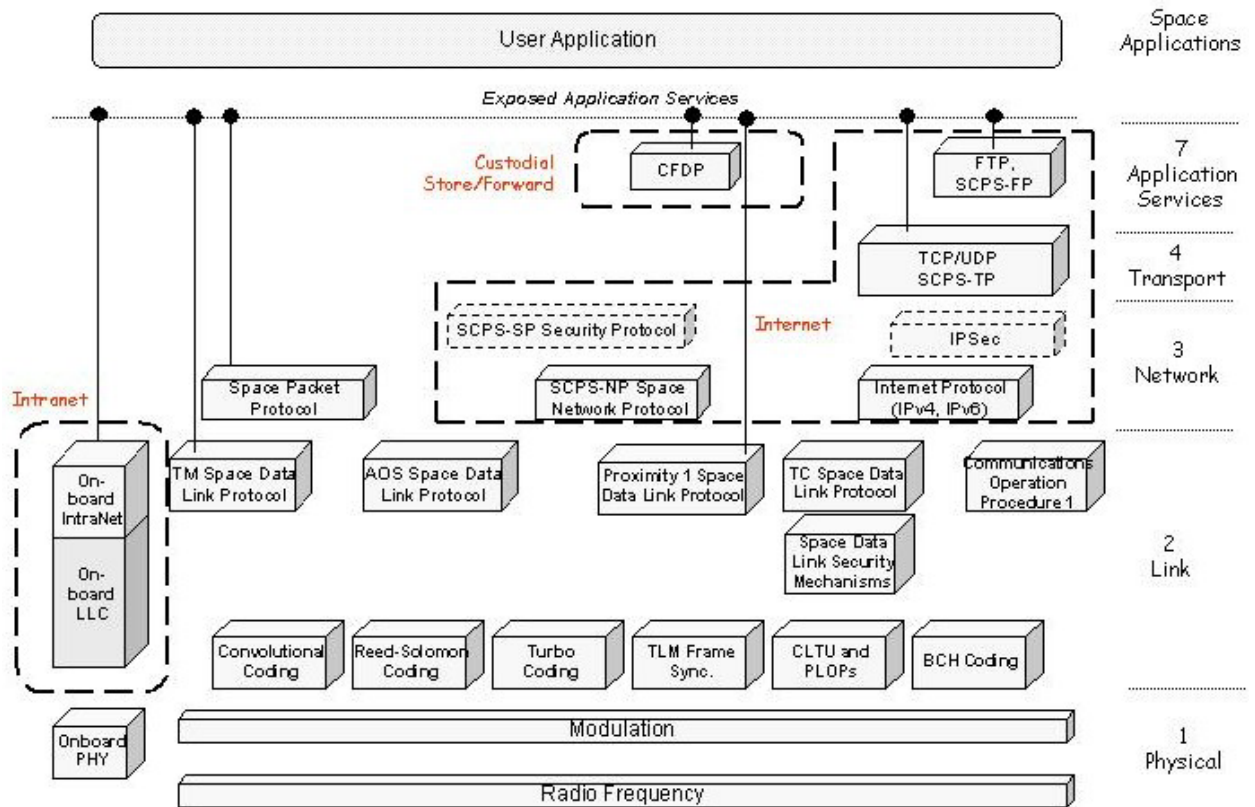 User Application
Space
Applications
Exposed Application Services
Custodial
Store/Forward
CFDP
FTP,
SCPS-FP
7
Application
Services
TCP/UDP
SCPS-TP
4
Transport
SCPS-SP Security Protocol
Internet
IPSec
3
Network
Space Packet
Protocol
SCPS-NP Space
Network Protocol
Internet Protocol
(IPv4, IPv6)
Intranet
On-
board
IntraNet
TM Space Data
Link Protocol
AOS Space Data
Link Protocol
Proximity 1 Space
Data Link Protocol
TC Space Data
Link Protocol
Communications
Operation
Procedure 1
Space Data
Link Security
Mechanisms
2
Link
On-
board
LLC
Convolutional
Coding
Reed-Solomon
Coding
Turbo
Coding
TLM Frame
Sync.
CLTU and
PLOPs
BCH Coding
Onboard
PHY
Modulation
1
Physical
Radio Frequency